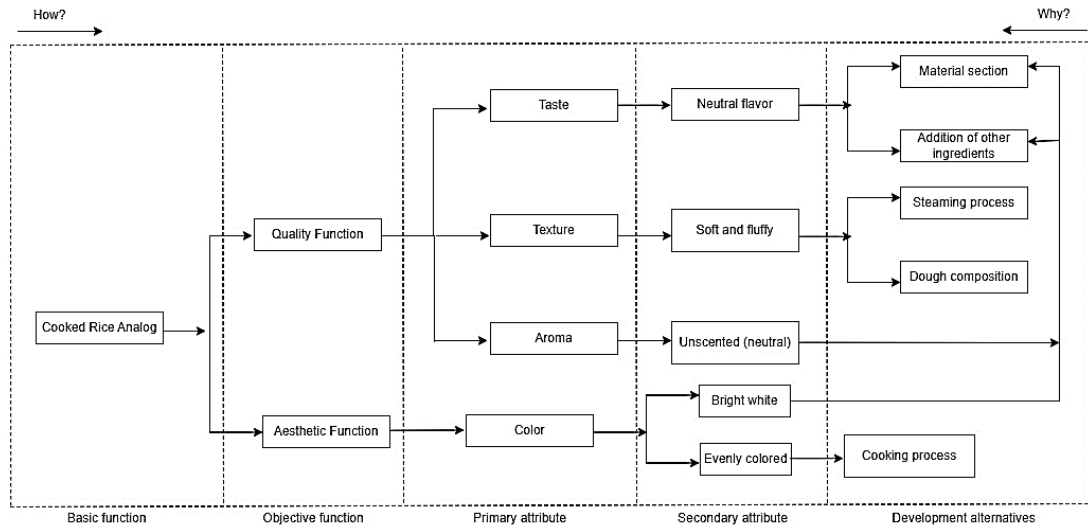 How?
Why?
Taste
Neutral flavor
Material section
Addition of other
ingredients
Quality Function
Texture
Soft and fluffy
Steaming process
Dough composition
Cooked Rice Analog
Aroma
Unscented (neutral)
Aesthetic Function
Color
Bright white
Evenly colored
Cooking process
Basic function
Objective function
Primary attribute
Secondary attribute
Development alternatives